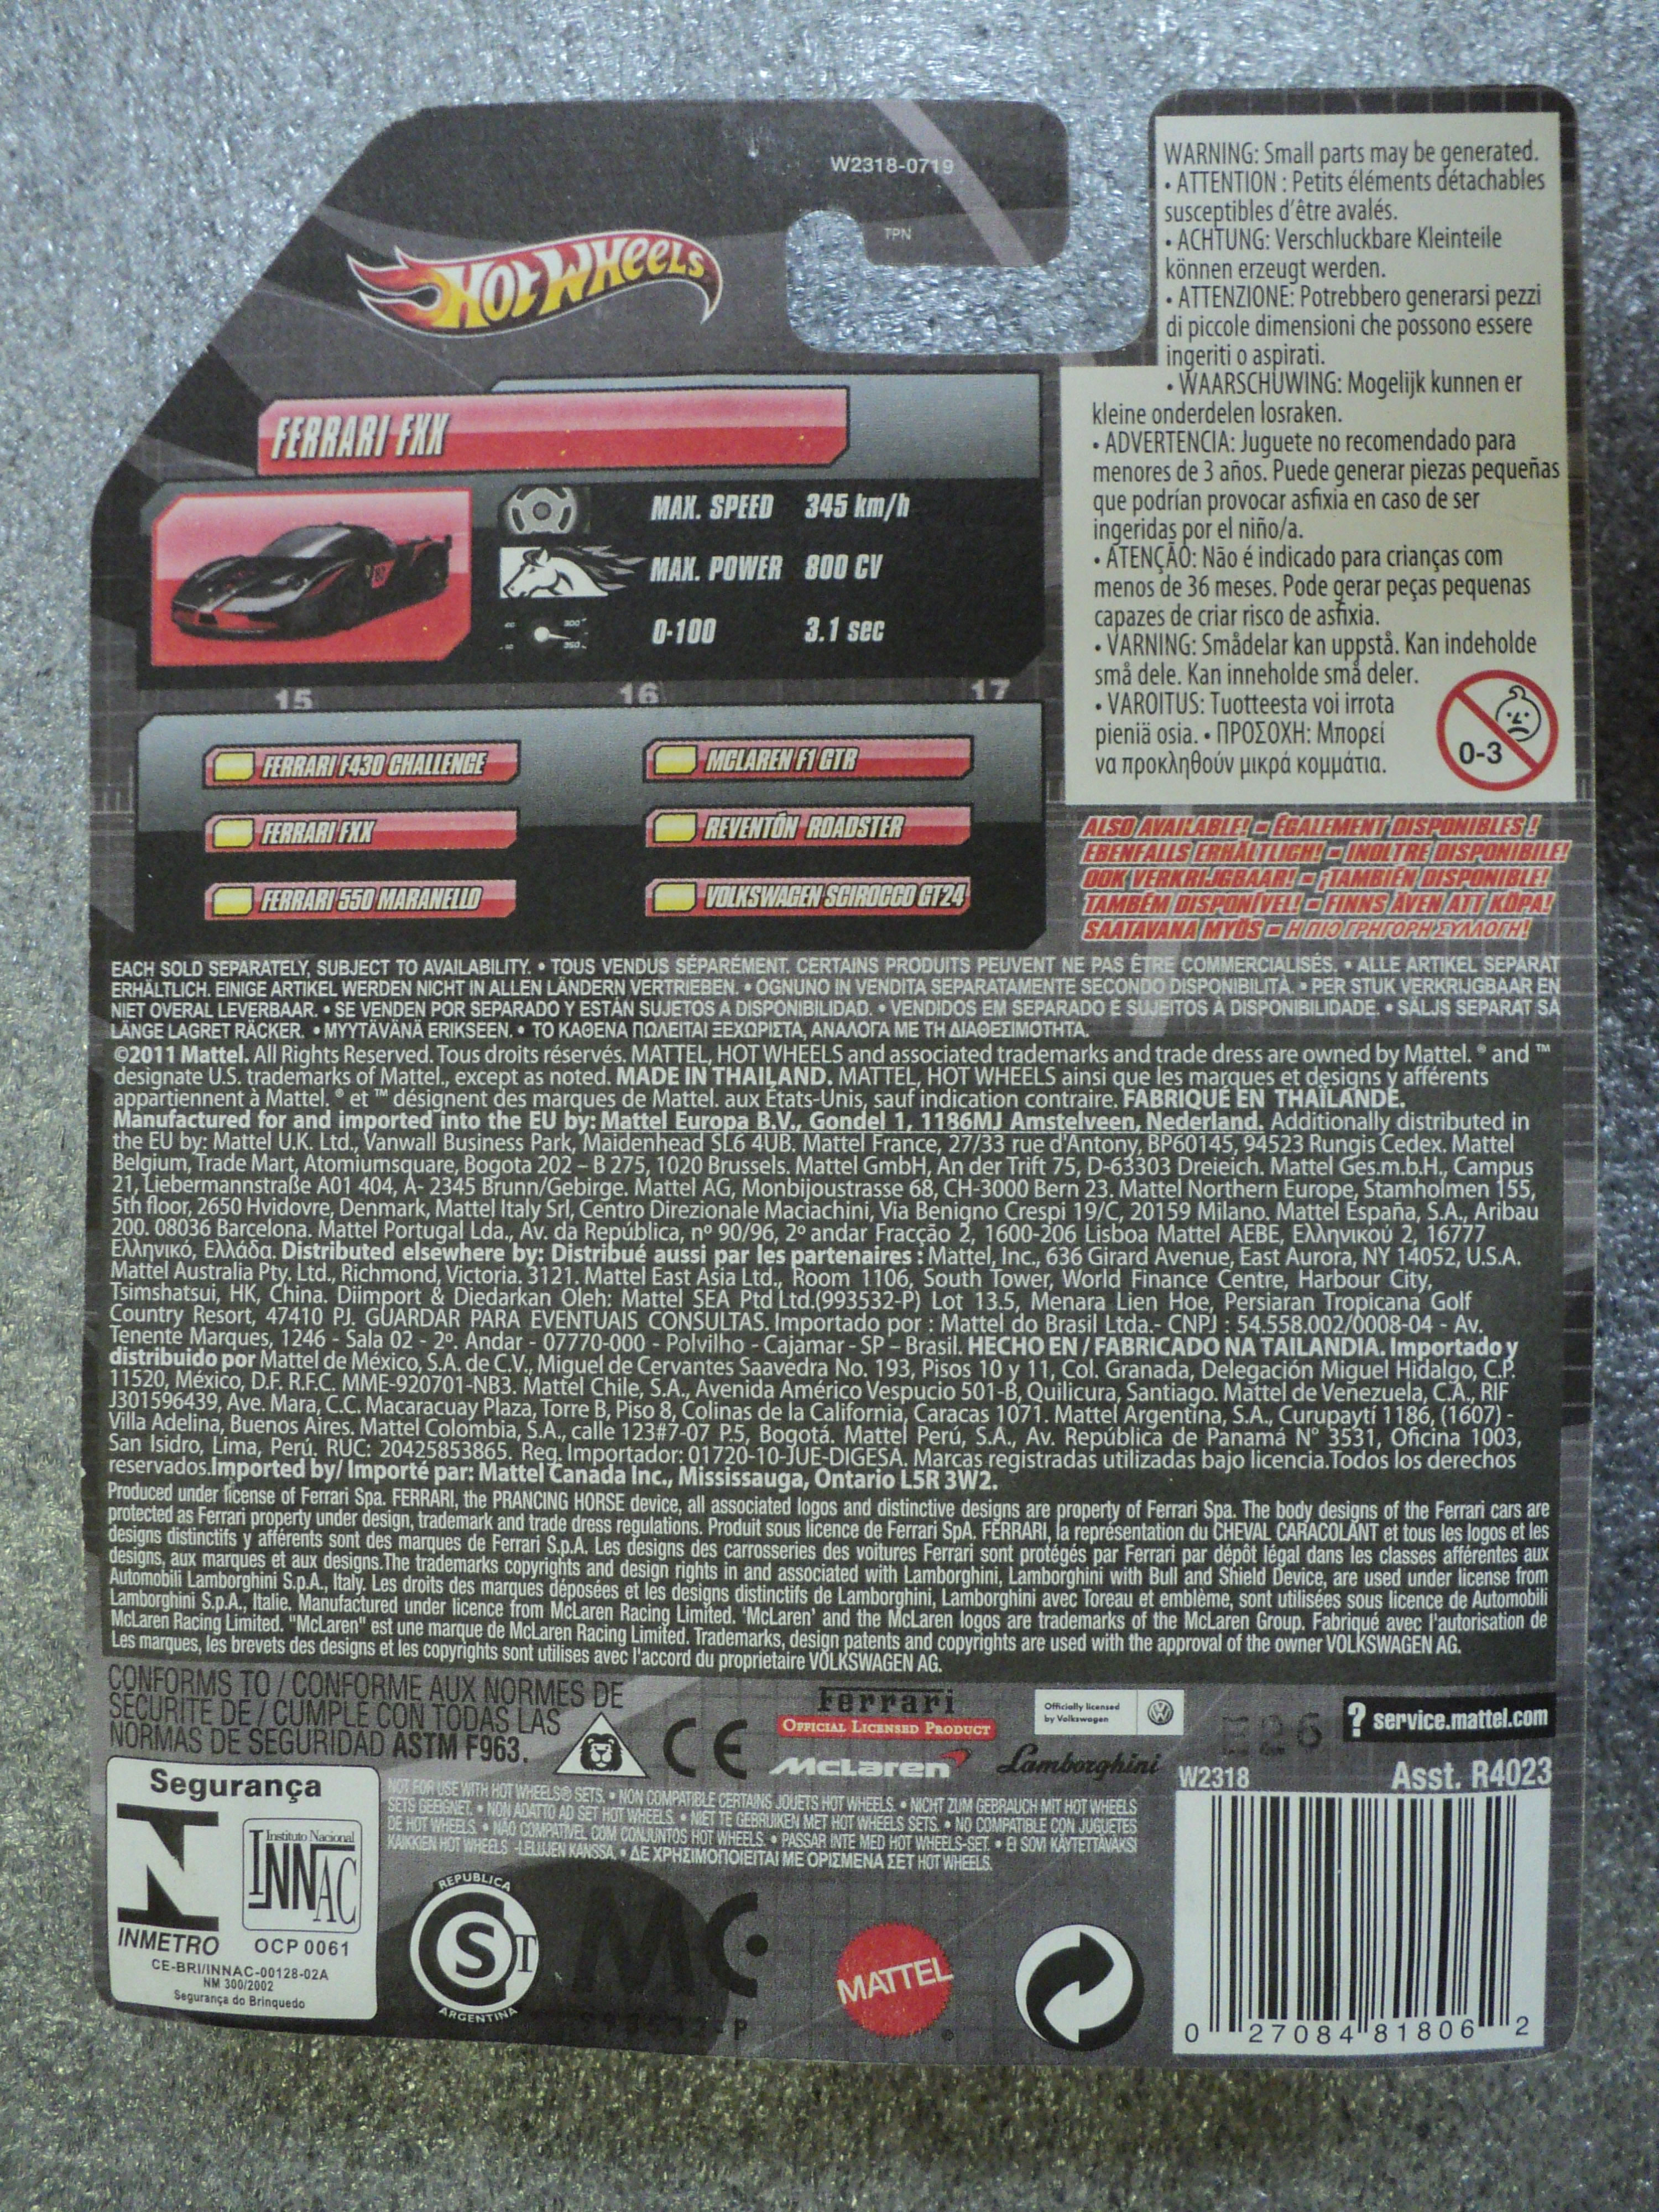 W2318-0719
TPN
HOT WHEELS
FERRARI FXX
MAX. SPEED 345 km/h
MAX. POWER 800 CV
0-100 3.1 sec
15 16 17
FERRARI F430 CHALLENGE
FERRARI FXX
FERRARI 550 MARANELLO
MCLAREN F1 GTR
REVENTÓN ROADSTER
VOLKSWAGEN SCIROCCO GT24
WARNING: Small parts may be generated.
• ATTENTION : Petits éléments détachables
susceptibles d'être avalés.
• ACHTUNG: Verschluckbare Kleinteile
können erzeugt werden.
• ATTENZIONE: Potrebbero generarsi pezzi
di piccole dimensioni che possono essere
ingeriti o aspirati.
• WAARSCHUWING: Mogelijk kunnen er
kleine onderdelen losraken.
• ADVERTENCIA: Juguete no recomendado para
menores de 3 años. Puede generar piezas pequeñas
que podrían provocar asfixia en caso de ser
ingeridas por el niño/a.
• ATENÇÃO: Não é indicado para crianças com
menos de 36 meses. Pode gerar peças pequenas
capazes de criar risco de asfixia.
• VARNING: Smådelar kan uppstå. Kan indeholde
små dele. Kan inneholde små deler.
• VAROITUS: Tuotteesta voi irrota
pieniä osia. • ΠΡΟΣΟΧΗ: Μπορεί
να προκληθούν μικρά κομμάτια.
0-3
ALSO AVAILABLE! - ÉGALEMENT DISPONIBLES !
EBENFALLS ERHÄLTLICH! - INOLTRE DISPONIBILE!
OOK VERKRIJGBAAR! - ¡TAMBIÉN DISPONIBLE!
TAMBÉM DISPONÍVEL! - FINNS ÄVEN ATT KÖPA!
SAATAVANA MYÖS - Η ΠΙΟ ΓΡΗΓΟΡΗ ΣΥΛΛΟΓΗ!
EACH SOLD SEPARATELY, SUBJECT TO AVAILABILITY. • TOUS VENDUS SÉPARÉMENT. CERTAINS PRODUITS PEUVENT NE PAS ÊTRE COMMERCIALISÉS. • ALLE ARTIKEL SEPARAT
ERHÄLTLICH. EINIGE ARTIKEL WERDEN NICHT IN ALLEN LÄNDERN VERTRIEBEN. • OGNUNO IN VENDITA SEPARATAMENTE SECONDO DISPONIBILITÀ. • PER STUK VERKRIJGBAAR EN
NIET OVERAL LEVERBAAR. • SE VENDEN POR SEPARADO Y ESTÁN SUJETOS A DISPONIBILIDAD. • VENDIDOS EM SEPARADO E SUJEITOS À DISPONIBILIDADE. • SÄLJS SEPARAT SÅ
LÄNGE LAGRET RÄCKER. • MYYTÄVÄNÄ ERIKSEEN. • ΤΟ ΚΑΘΕΝΑ ΠΩΛΕΙΤΑΙ ΞΕΧΩΡΙΣΤΑ, ΑΝΑΛΟΓΑ ΜΕ ΤΗ ΔΙΑΘΕΣΙΜΟΤΗΤΑ.
©2011 Mattel. All Rights Reserved. Tous droits réservés. MATTEL, HOT WHEELS and associated trademarks and trade dress are owned by Mattel. ® and ™
designate U.S. trademarks of Mattel., except as noted. MADE IN THAILAND. MATTEL, HOT WHEELS ainsi que les marques et designs y afférents
appartiennent à Mattel. ® et ™ désignent des marques de Mattel. aux États-Unis, sauf indication contraire. FABRIQUÉ EN THAÏLANDE.
Manufactured for and imported into the EU by: Mattel Europa B.V., Gondel 1, 1186MJ Amstelveen, Nederland. Additionally distributed in
the EU by: Mattel U.K. Ltd., Vanwall Business Park, Maidenhead SL6 4UB. Mattel France, 27/33 rue d'Antony, BP60145, 94523 Rungis Cedex. Mattel
Belgium, Trade Mart, Atomiumsquare, Bogota 202 – B 275, 1020 Brussels. Mattel GmbH, An der Trift 75, D-63303 Dreieich. Mattel Ges.m.b.H., Campus
21, Liebermannstraße A01 404, A- 2345 Brunn/Gebirge. Mattel AG, Monbijoustrasse 68, CH-3000 Bern 23. Mattel Northern Europe, Stamholmen 155,
5th floor, 2650 Hvidovre, Denmark, Mattel Italy Srl, Centro Direzionale Maciachini, Via Benigno Crespi 19/C, 20159 Milano. Mattel España, S.A., Aribau
200. 08036 Barcelona. Mattel Portugal Lda., Av. da República, nº 90/96, 2º andar Fracção 2, 1600-206 Lisboa Mattel AEBE, Ελληνικού 2, 16777
Ελληνικό, Ελλάδα. Distributed elsewhere by: Distribué aussi par les partenaires : Mattel, Inc., 636 Girard Avenue, East Aurora, NY 14052, U.S.A.
Mattel Australia Pty. Ltd., Richmond, Victoria. 3121. Mattel East Asia Ltd., Room 1106, South Tower, World Finance Centre, Harbour City,
Tsimshatsui, HK, China. Diimport & Diedarkan Oleh: Mattel SEA Ptd Ltd.(993532-P) Lot 13.5, Menara Lien Hoe, Persiaran Tropicana Golf
Country Resort, 47410 PJ. GUARDAR PARA EVENTUAIS CONSULTAS. Importado por : Mattel do Brasil Ltda.- CNPJ : 54.558.002/0008-04 - Av.
Tenente Marques, 1246 - Sala 02 - 2º. Andar - 07770-000 - Polvilho - Cajamar - SP – Brasil. HECHO EN / FABRICADO NA TAILANDIA. Importado y
distribuido por Mattel de México, S.A. de C.V., Miguel de Cervantes Saavedra No. 193, Pisos 10 y 11, Col. Granada, Delegación Miguel Hidalgo, C.P.
11520, México, D.F. R.F.C. MME-920701-NB3. Mattel Chile, S.A., Avenida Américo Vespucio 501-B, Quilicura, Santiago. Mattel de Venezuela, C.A., RIF
J301596439, Ave. Mara, C.C. Macaracuay Plaza, Torre B, Piso 8, Colinas de la California, Caracas 1071. Mattel Argentina, S.A., Curupaytí 1186, (1607) -
Villa Adelina, Buenos Aires. Mattel Colombia, S.A., calle 123#7-07 P.5, Bogotá. Mattel Perú, S.A., Av. República de Panamá N° 3531, Oficina 1003,
San Isidro, Lima, Perú. RUC: 20425853865. Reg. Importador: 01720-10-JUE-DIGESA. Marcas registradas utilizadas bajo licencia.Todos los derechos
reservados.Imported by/ Importé par: Mattel Canada Inc., Mississauga, Ontario L5R 3W2.
Produced under license of Ferrari Spa. FERRARI, the PRANCING HORSE device, all associated logos and distinctive designs are property of Ferrari Spa. The body designs of the Ferrari cars are
protected as Ferrari property under design, trademark and trade dress regulations. Produit sous licence de Ferrari SpA. FERRARI, la représentation du CHEVAL CARACOLANT et tous les logos et les
designs distinctifs y afférents sont des marques de Ferrari S.p.A. Les designs des carrosseries des voitures Ferrari sont protégés par Ferrari par dépôt légal dans les classes afférentes aux
designs, aux marques et aux designs.The trademarks copyrights and design rights in and associated with Lamborghini, Lamborghini with Bull and Shield Device, are used under license from
Automobili Lamborghini S.p.A., Italy. Les droits des marques déposées et les designs distinctifs de Lamborghini, Lamborghini avec Toreau et emblème, sont utilisées sous licence de Automobili
Lamborghini S.p.A., Italie. Manufactured under licence from McLaren Racing Limited. 'McLaren' and the McLaren logos are trademarks of the McLaren Group. Fabriqué avec l'autorisation de
McLaren Racing Limited. "McLaren" est une marque de McLaren Racing Limited. Trademarks, design patents and copyrights are used with the approval of the owner VOLKSWAGEN AG.
Les marques, les brevets des designs et les copyrights sont utilises avec l'accord du proprietaire VOLKSWAGEN AG.
CONFORMS TO / CONFORME AUX NORMES DE
SÉCURITÉ DE / CUMPLE CON TODAS LAS
NORMAS DE SEGURIDAD ASTM F963.
CE
Ferrari
OFFICIAL LICENSED PRODUCT
McLaren
Officially licensed
by Volkswagen
Lamborghini
E26
? service.mattel.com
W2318 Asst. R4023
Segurança
INMETRO
Instituto Nacional
INNAC
OCP 0061
CE-BRI/INNAC-00128-02A
NM 300/2002
Segurança do Brinquedo
NOT FOR USE WITH HOT WHEELS® SETS. • NON COMPATIBLE CERTAINS JOUETS HOT WHEELS. • NICHT ZUM GEBRAUCH MIT HOT WHEELS
SETS GEEIGNET. • NON ADATTO AD SET HOT WHEELS. • NIET TE GEBRUIKEN MET HOT WHEELS SETS. • NO COMPATIBLE CON JUGUETES
DE HOT WHEELS. • NÃO COMPATÍVEL COM CONJUNTOS HOT WHEELS. • PASSAR INTE MED HOT WHEELS-SET. • EI SOVI KÄYTETTÄVÄKSI
KAIKKIEN HOT WHEELS -LELUJEN KANSSA. • ΔΕ ΧΡΗΣΙΜΟΠΟΙΕΙΤΑΙ ΜΕ ΟΡΙΣΜΕΝΑ ΣΕΤ HOT WHEELS.
REPUBLICA
ST
ARGENTINA
MC
993532-P
MATTEL
0 27084 81806 2